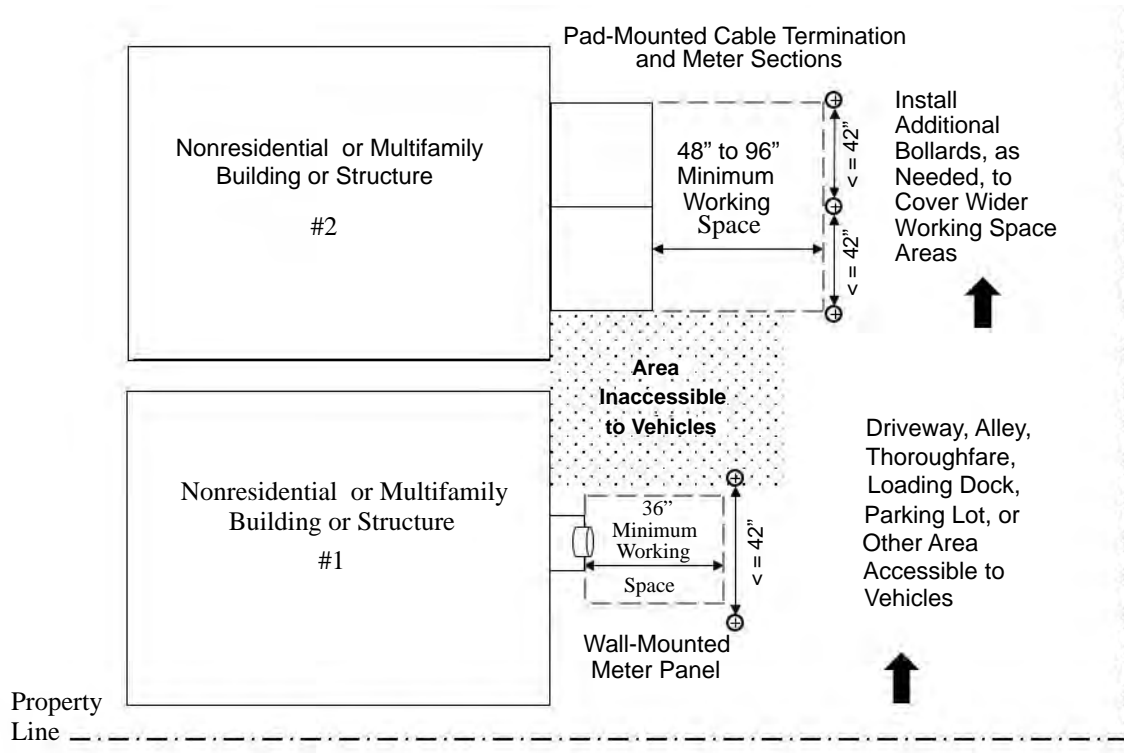 Pad-Mounted Cable Termination
and Meter Sections
Nonresidential or Multifamily
Building or Structure
#2
48” to 96”
Minimum
Working
Space
< = 42”
< = 42”
Install
Additional
Bollards, as
Needed, to
Cover Wider
Working Space
Areas
Area
Inaccessible
to Vehicles
Nonresidential or Multifamily
Building or Structure
#1
36”
Minimum
Working
Space
< = 42”
Wall-Mounted
Meter Panel
Driveway, Alley,
Thoroughfare,
Loading Dock,
Parking Lot, or
Other Area
Accessible to
Vehicles
Property
Line